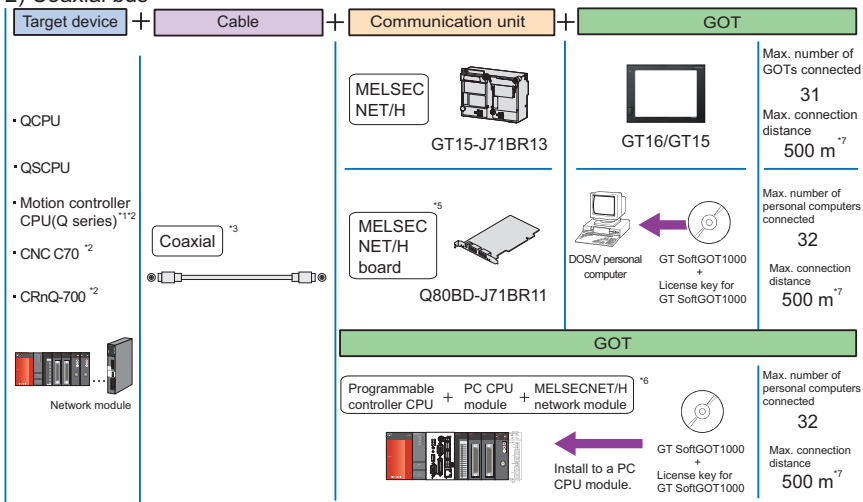 2) Coaxial bus
Target device + Cable + Communication unit + GOT
· QCPU
· QSCPU
· Motion controller
CPU(Q series) *1*2
· CNC C70 *2
· CRnQ-700 *2
Network module
Coaxial *3
MELSEC
NET/H
GT15-J71BR13
GT16/GT15
Max. number of
GOTs connected
31
Max. connection
distance
500 m *7
*5
MELSEC
NET/H
board
Q80BD-J71BR11
DOS/V personal
computer
GT SoftGOT1000
+
License key for
GT SoftGOT1000
Max. number of
personal computers
connected
32
Max. connection
distance
500 m *7
GOT
Programmable
controller CPU
+
PC CPU
module
+
MELSECNET/H
network module
*6
Install to a PC
CPU module.
GT SoftGOT1000
+
License key for
GT SoftGOT1000
Max. number of
personal computers
connected
32
Max. connection
distance
500 m *7